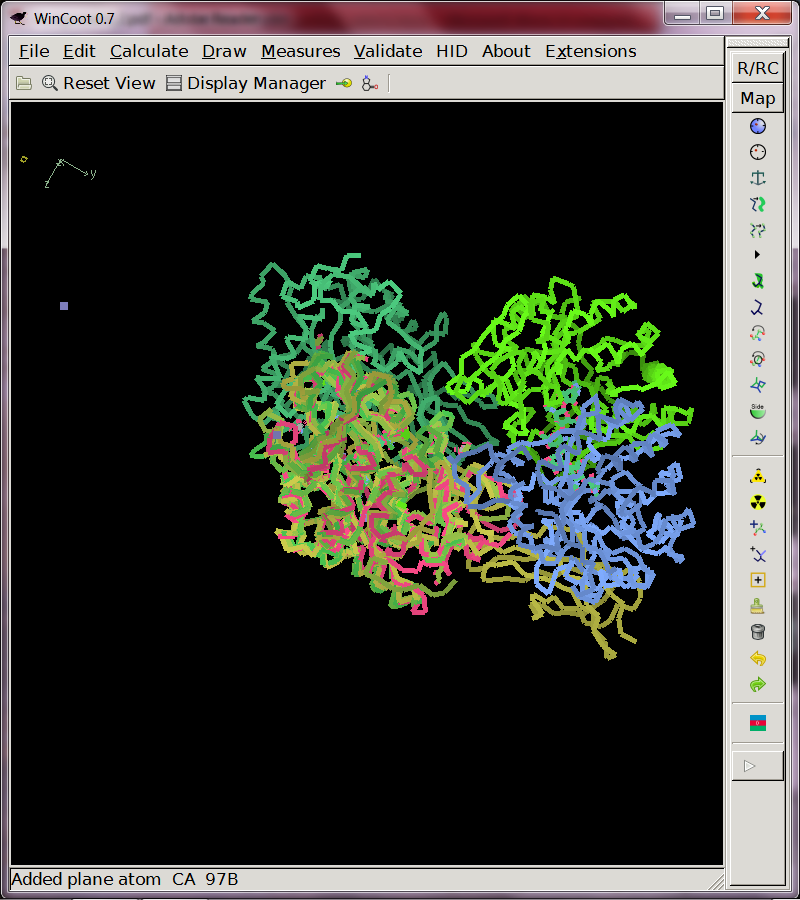 WinCoot 0.7
File Edit Calculate Draw Measures Validate HID About Extensions
R/RC
Reset View Display Manager
Map
x
y
z
Side
Added plane atom CA 97B